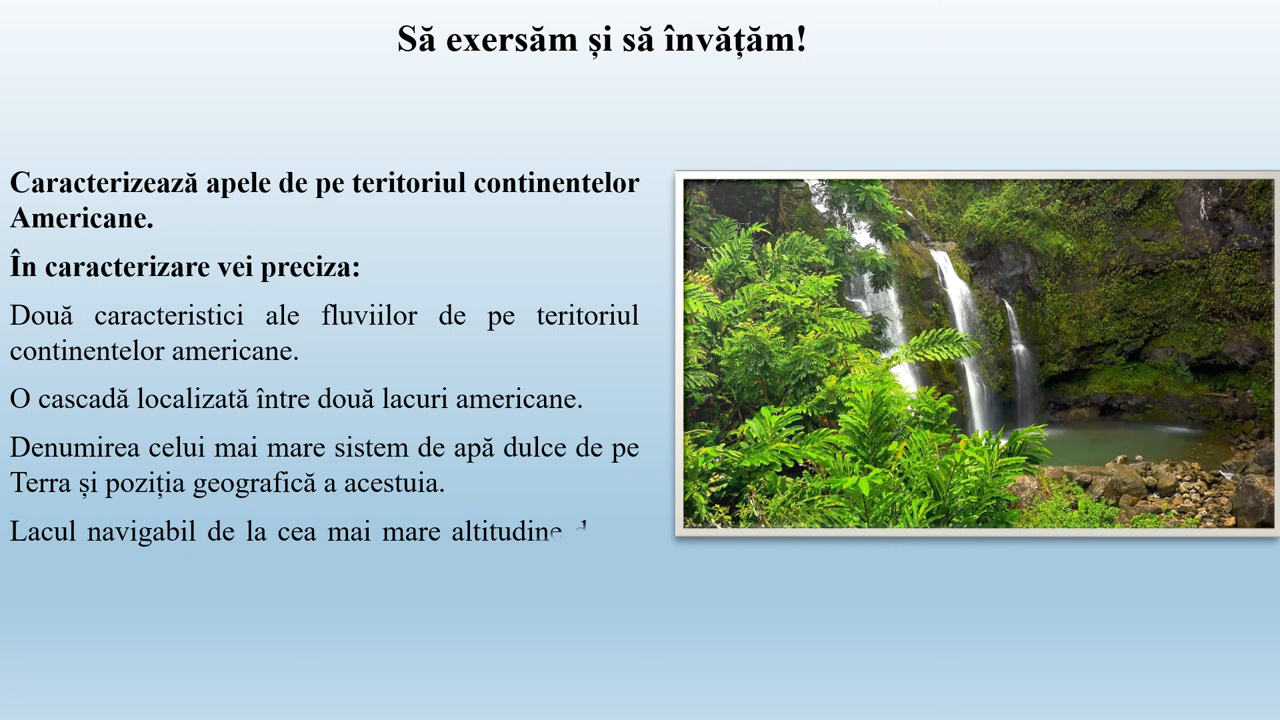 Să exersăm și să învățăm!
Caracterizează apele de pe teritoriul continentelor
Americane.
În caracterizare vei preciza:
Două caracteristici ale fluviilor de pe teritoriul
continentelor americane.
O cascadă localizată între două lacuri americane.
Denumirea celui mai mare sistem de apă dulce de pe
Terra și poziția geografică a acestuia.
Lacul navigabil de la cea mai mare altitudine